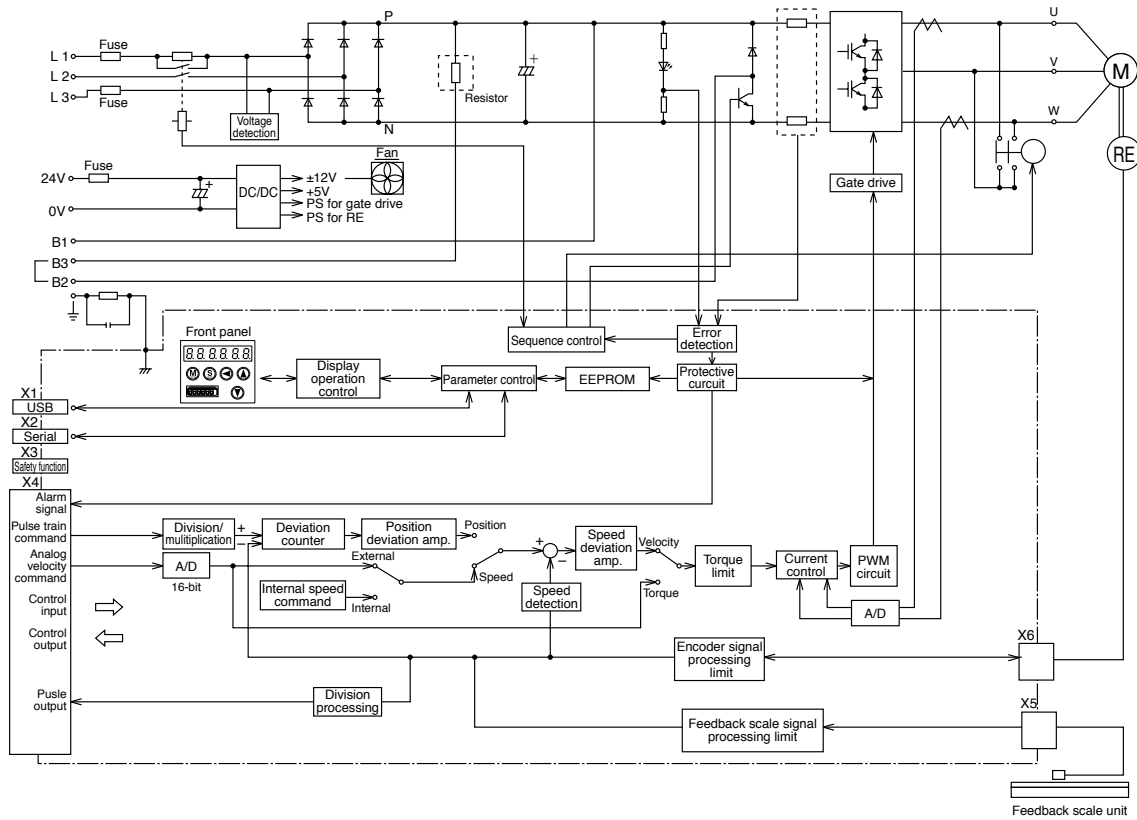 P
U
L 1
Fuse
L 2
V
M
L 3
Fuse
Resistor
Voltage
detection
N
W
RE
Fuse
24V
Fan
DC/DC
±12V
+5V
PS for gate drive
PS for RE
0V
Gate drive
B1
B3
B2
Front panel
8.8.8.8.8.8.
M
S
Sequence control
Error
detection
Display
operation
control
Parameter control
EEPROM
Protective
curcuit
X1
USB
X2
Serial
X3
Safety function
X4
Alarm
signal
Pulse train
command
Division/
mulitiplication
+
−
Deviation
counter
Position
deviation amp.
Position
Analog
velocity
command
A/D
16-bit
External
Internal speed
command
Internal
Speed
+
−
Speed
deviation
amp.
Velocity
Speed
detection
Torque
Torque
limit
Current
control
PWM
circuit
A/D
Control
input
Control
output
Encoder signal
processing
limit
X6
Pusle
output
Division
processing
Feedback scale signal
processing limit
X5
Feedback scale unit